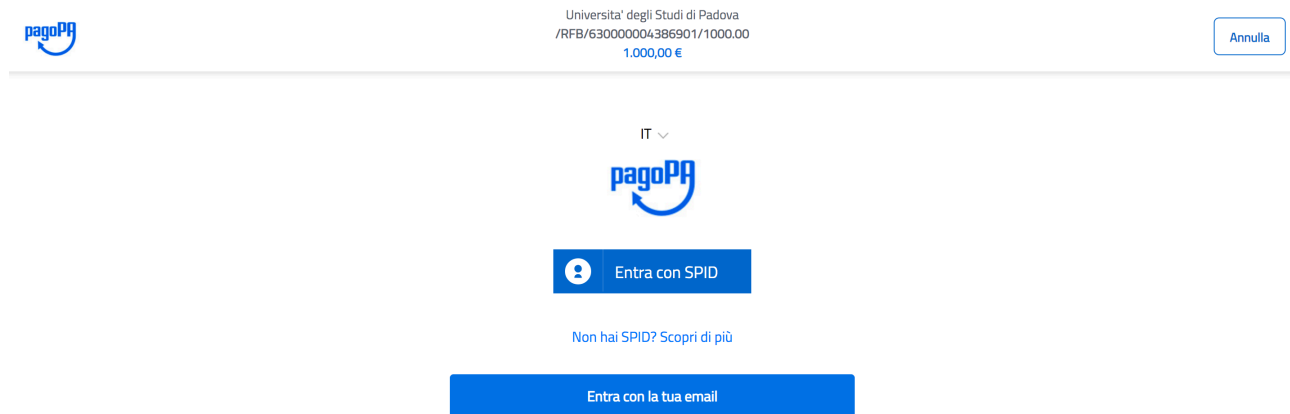 pagoPA
Universita' degli Studi di Padova
/RFB/630000004386901/1000.00
1.000,00 €
Annulla
IT
pagoPA
Entra con SPID
Non hai SPID? Scopri di più
Entra con la tua email